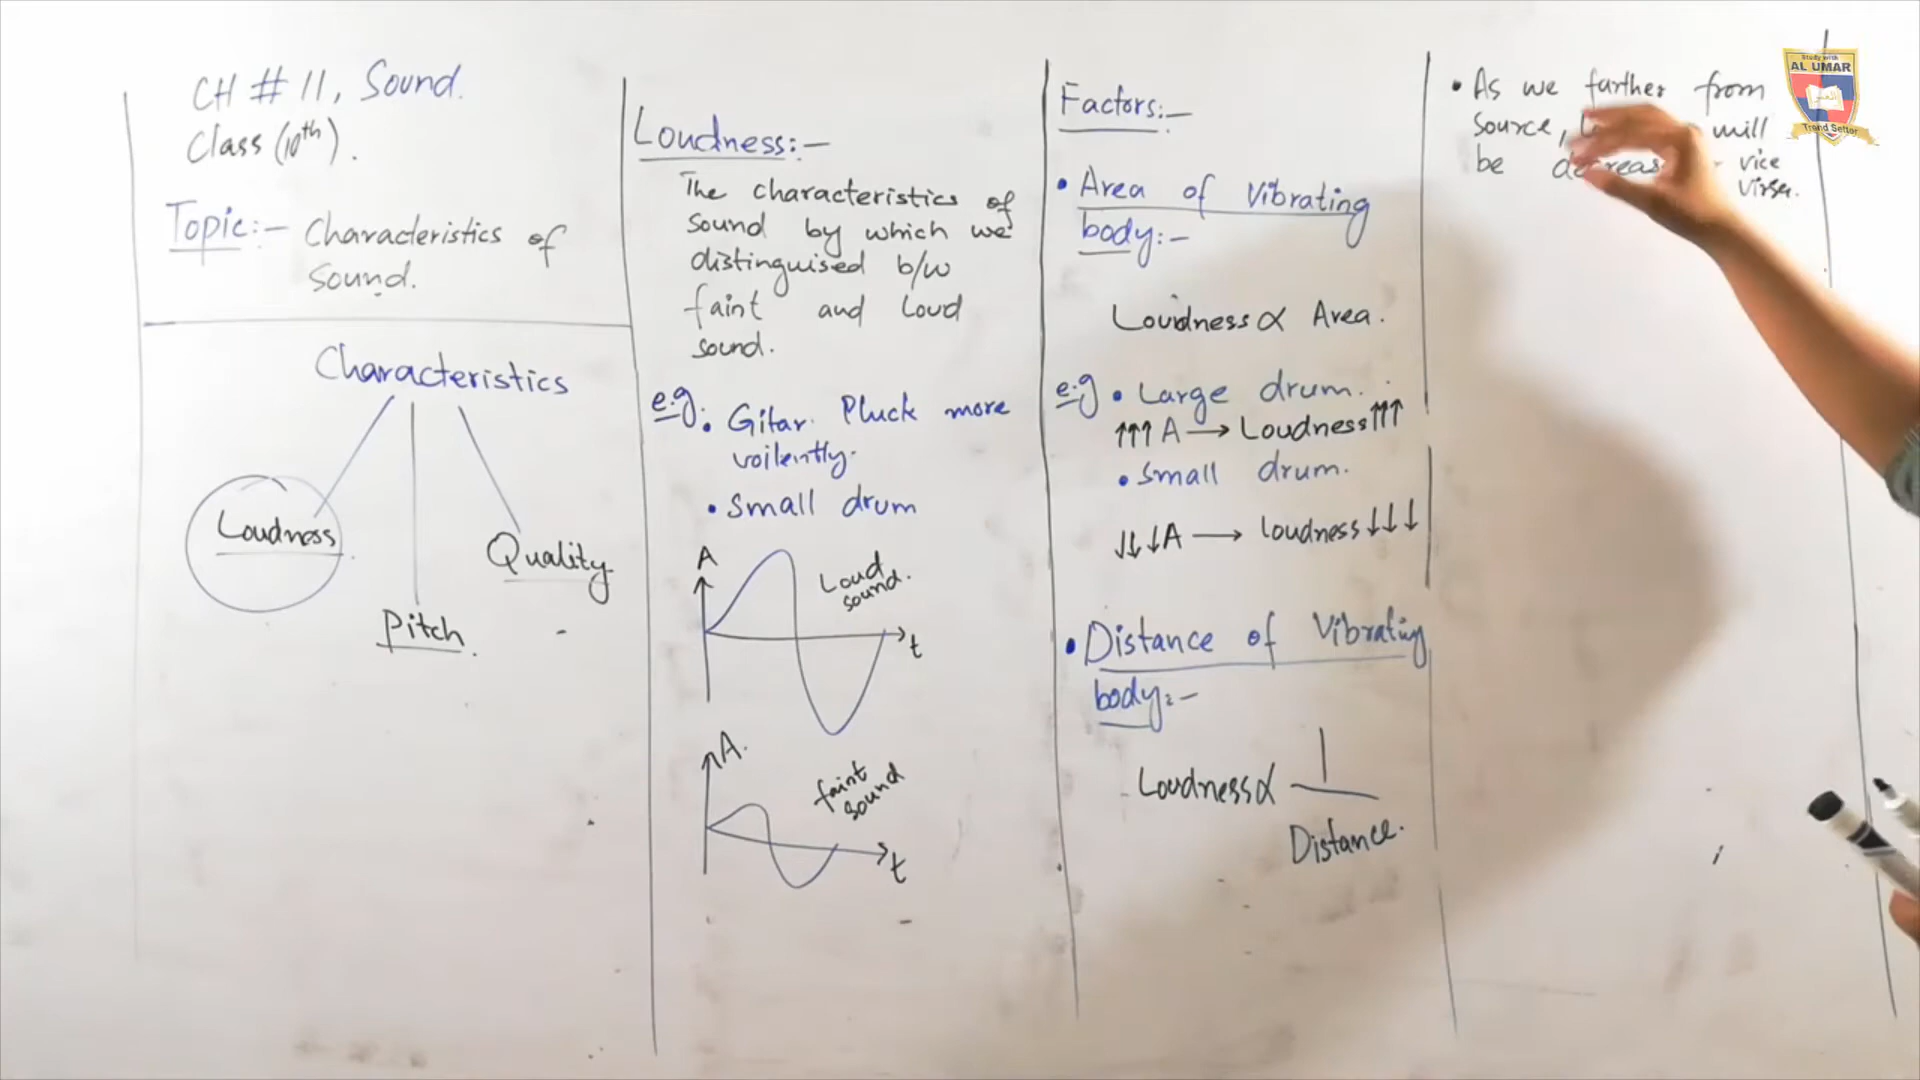 CH # 11, Sound.
Class (10th).
Topic:- Characteristics of
Sound.
Characteristics
Loudness
Pitch
Quality
Loudness:-
The characteristics of
sound by which we
distinguised b/w
faint and Loud
sound.
e.g.
• Gitar. Pluck more
voilently.
• Small drum
A
Loud
sound.
t
A.
faint
sound
t
Factors:-
• Area of Vibrating
body:-
Loudness ∝ Area.
e.g • Large drum.
↑↑↑ A → Loudness ↑↑↑
• Small drum.
↓↓↓ A → loudness ↓↓↓
• Distance of Vibrating
body:-
Loudness ∝ 1
Distance.
• As we farther from
source, will
be vice
virsa.
Study with
AL UMAR
Trend Setter